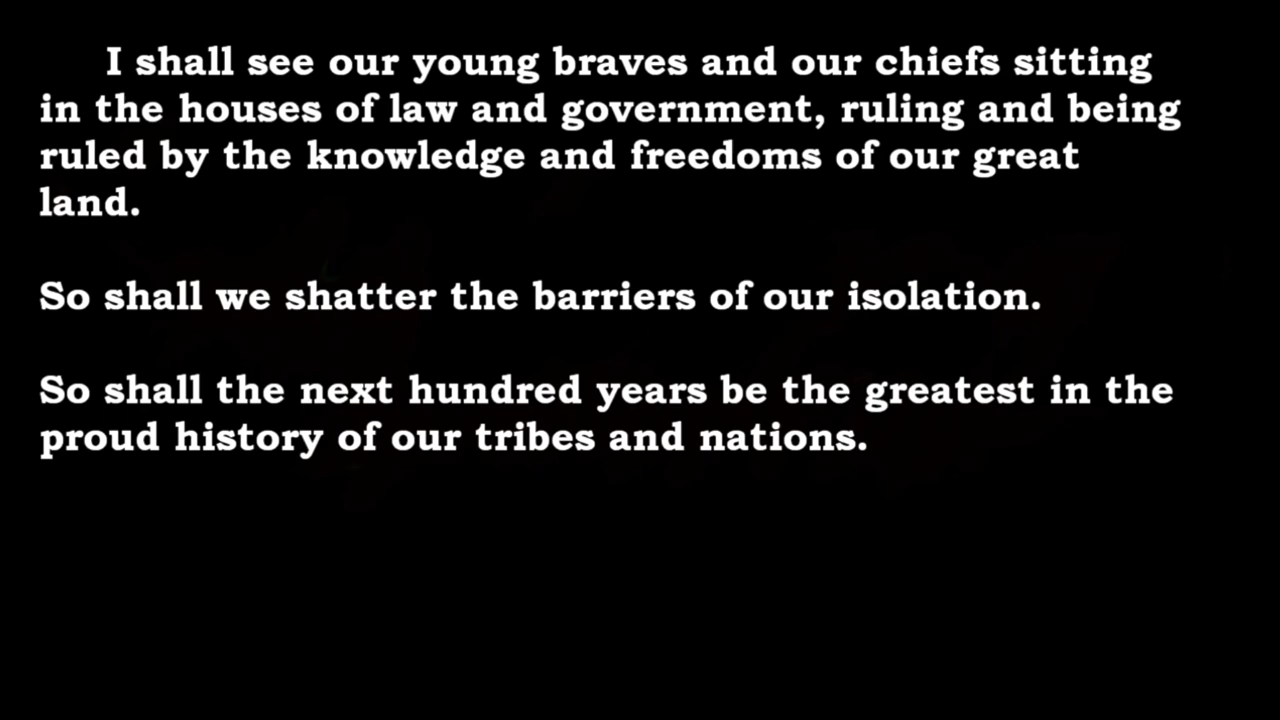 I shall see our young braves and our chiefs sitting
in the houses of law and government, ruling and being
ruled by the knowledge and freedoms of our great
land.
So shall we shatter the barriers of our isolation.
So shall the next hundred years be the greatest in the
proud history of our tribes and nations.